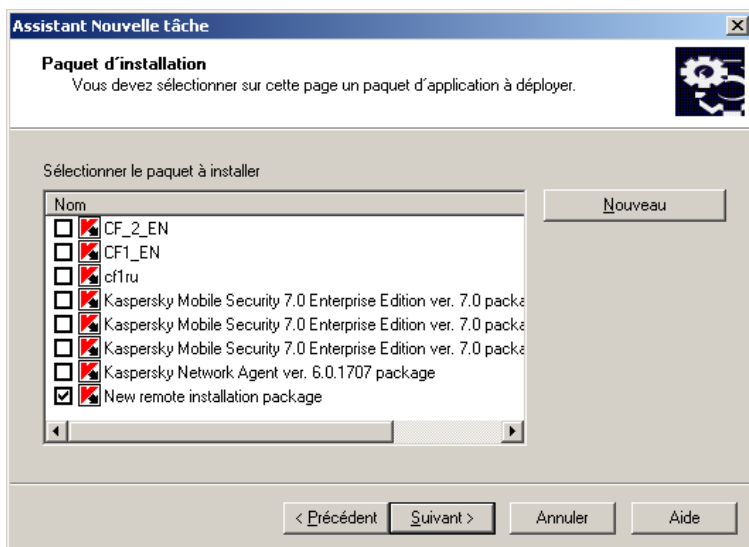 Assistant Nouvelle tâche
Paquet d´installation
Vous devez sélectionner sur cette page un paquet d´application à déployer.
Sélectionner le paquet à installer
Nom
Nouveau
CF_2_EN
CF1_EN
cf1ru
Kaspersky Mobile Security 7.0 Enterprise Edition ver. 7.0 packa
Kaspersky Mobile Security 7.0 Enterprise Edition ver. 7.0 packa
Kaspersky Mobile Security 7.0 Enterprise Edition ver. 7.0 packa
Kaspersky Network Agent ver. 6.0.1707 package
New remote installation package
< Précédent Suivant > Annuler Aide